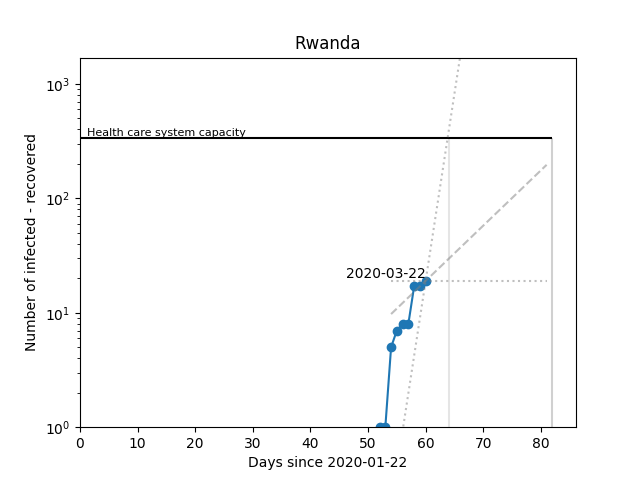 Rwanda
Number of infected - recovered
10³
10²
10¹
10⁰
Health care system capacity
2020-03-22
0 10 20 30 40 50 60 70 80
Days since 2020-01-22